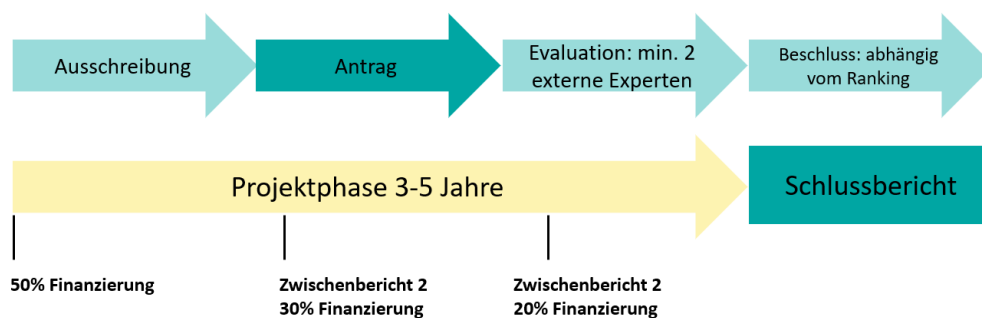 Ausschreibung
Antrag
Evaluation: min. 2
externe Experten
Beschluss: abhängig
vom Ranking
Projektphase 3-5 Jahre
Schlussbericht
50% Finanzierung
Zwischenbericht 2
30% Finanzierung
Zwischenbericht 2
20% Finanzierung